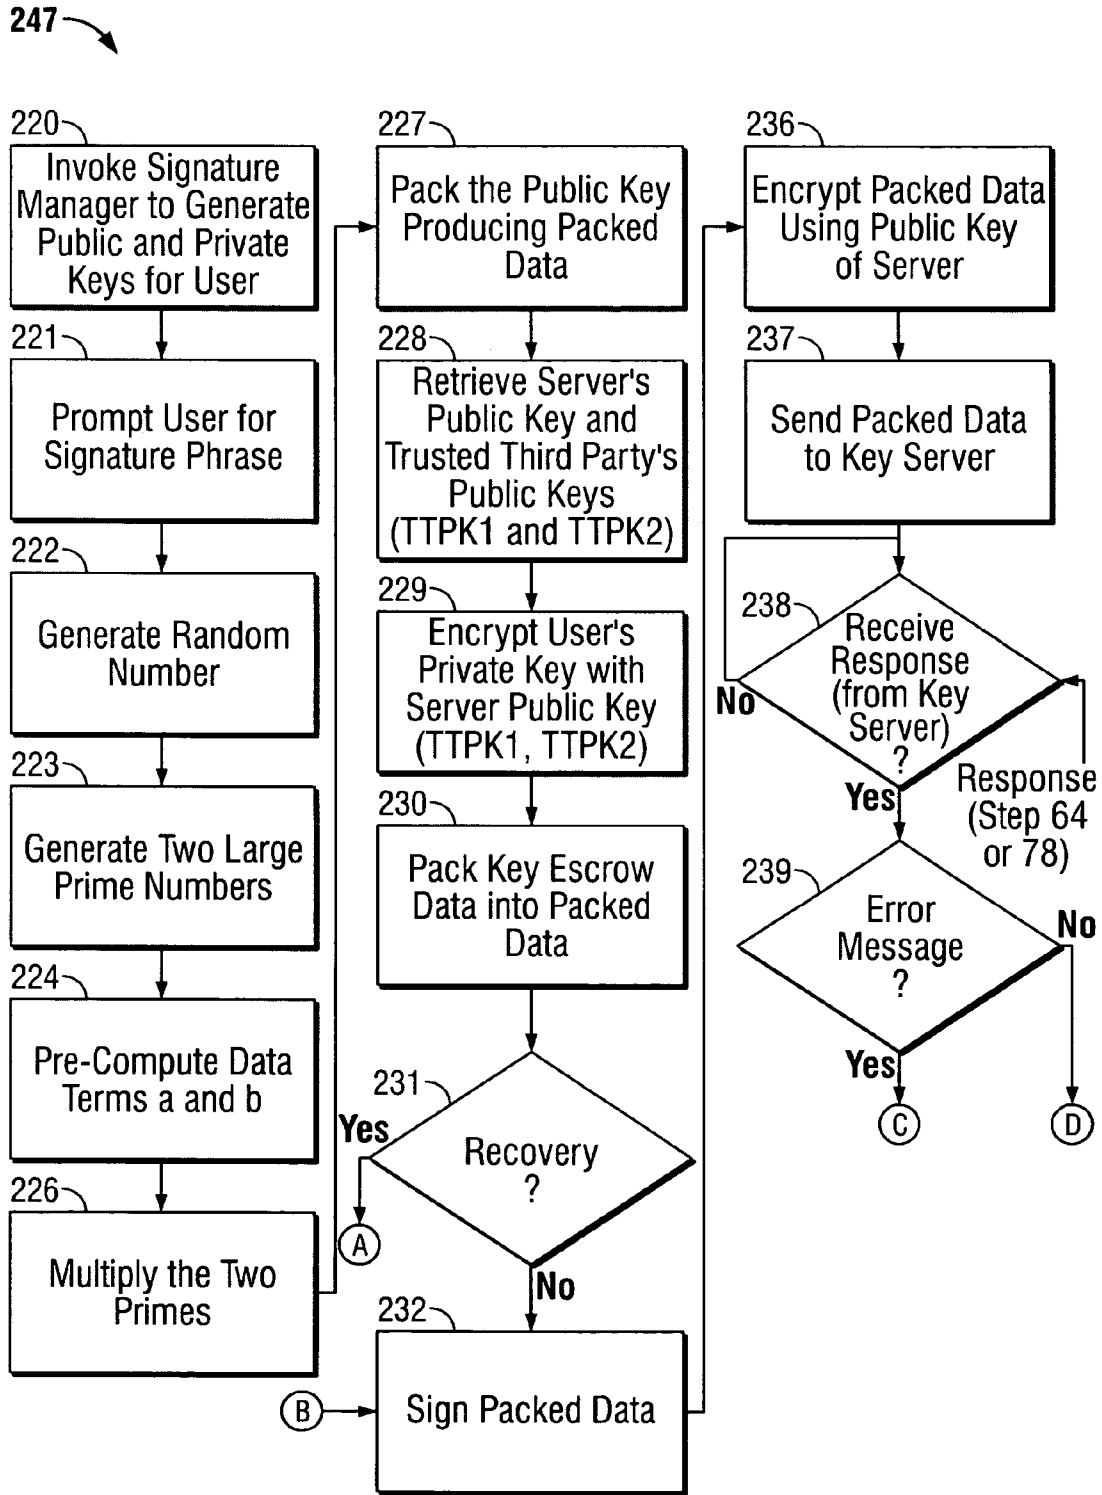 247
220
Invoke Signature
Manager to Generate
Public and Private
Keys for User
221
Prompt User for
Signature Phrase
222
Generate Random
Number
223
Generate Two Large
Prime Numbers
224
Pre-Compute Data
Terms a and b
226
Multiply the Two
Primes
227
Pack the Public Key
Producing Packed
Data
228
Retrieve Server's
Public Key and
Trusted Third Party's
Public Keys
(TTPK1 and TTPK2)
229
Encrypt User's
Private Key with
Server Public Key
(TTPK1, TTPK2)
230
Pack Key Escrow
Data into Packed
Data
231
Recovery
?
Yes
A
No
232
B
Sign Packed Data
236
Encrypt Packed Data
Using Public Key
of Server
237
Send Packed Data
to Key Server
238
Receive
Response
(from Key
Server)
?
No
Yes
Response
(Step 64
or 78)
239
Error
Message
?
No
Yes
C
D